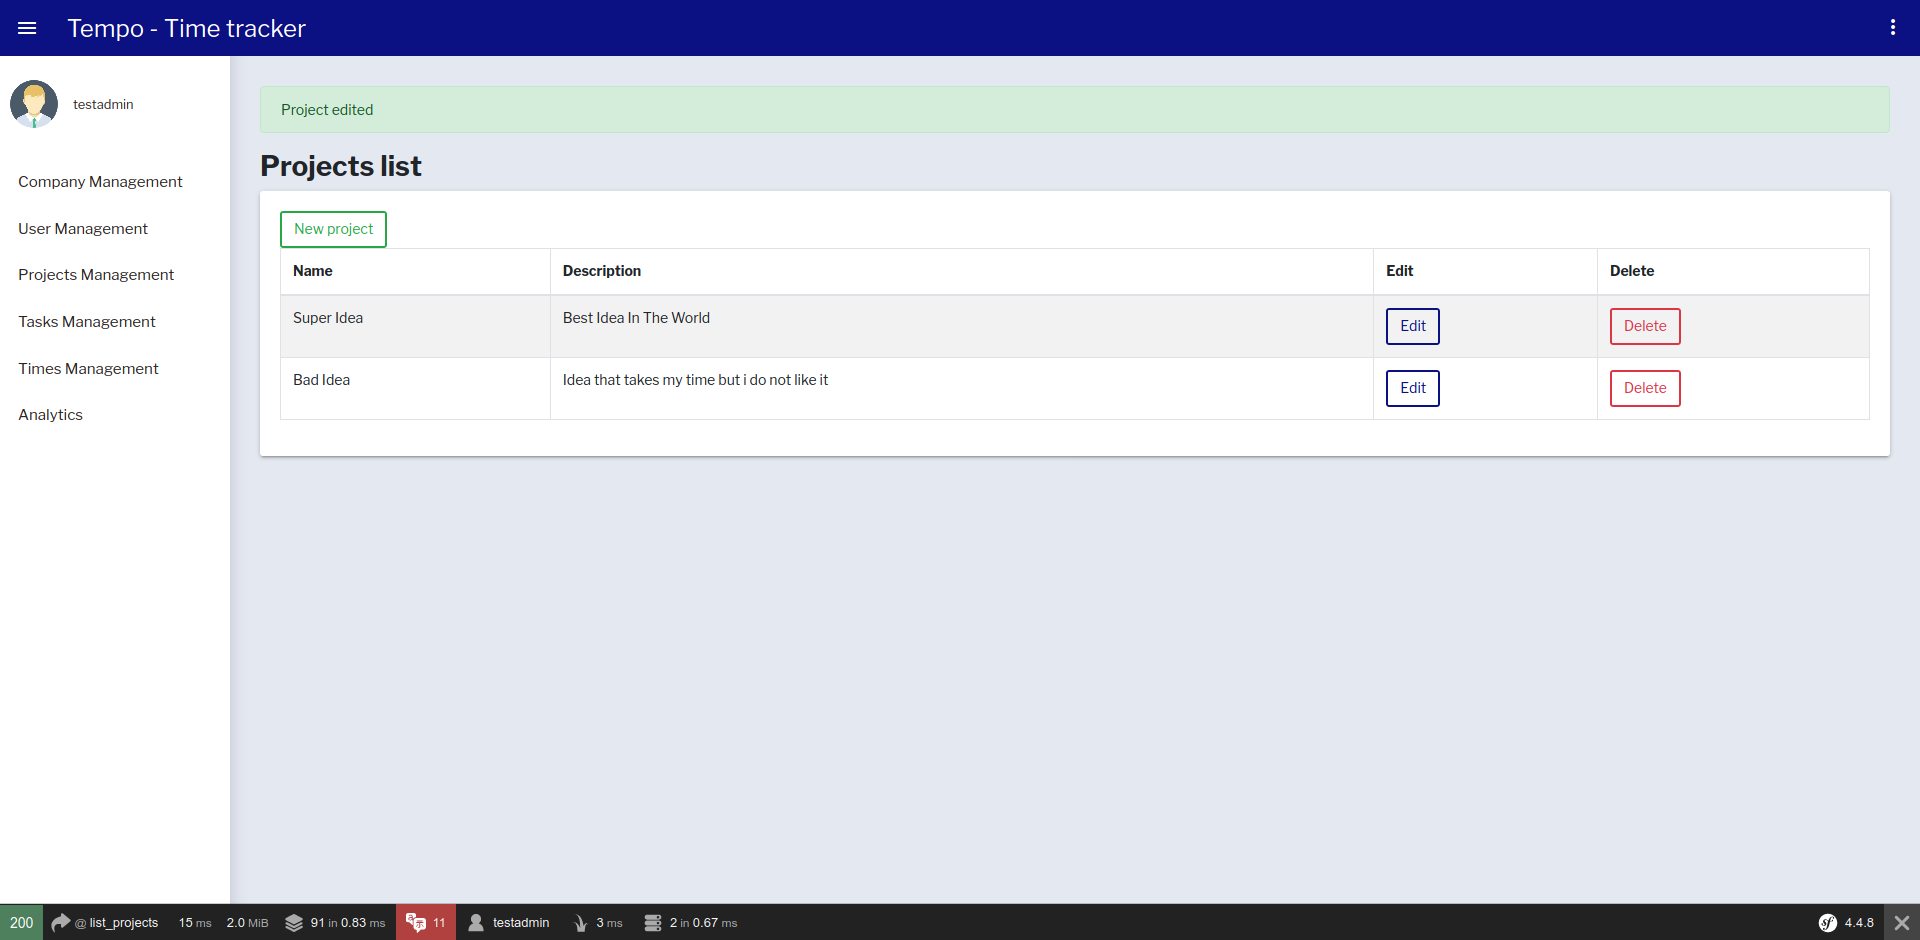 Tempo - Time tracker
testadmin
Company Management
User Management
Projects Management
Tasks Management
Times Management
Analytics
Project edited
Projects list
New project
Name Description Edit Delete
Super Idea Best Idea In The World Edit Delete
Bad Idea Idea that takes my time but i do not like it Edit Delete
200 @ list_projects 15 ms 2.0 MiB 91 in 0.83 ms 11 testadmin 3 ms 2 in 0.67 ms sf 4.4.8